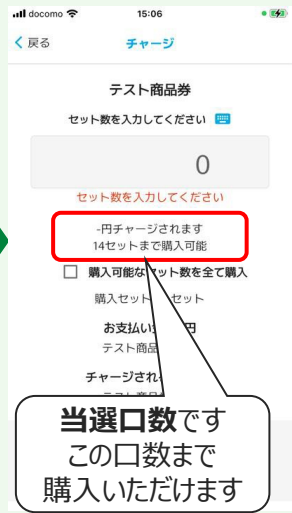 docomo 15:06
戻る チャージ
テスト商品券
セット数を入力してください
0
セット数を入力してください
-円チャージされます
14セットまで購入可能
購入可能なセット数を全て購入
購入セット セット
お支払い 円
テスト商品
チャージされ
当選口数です
この口数まで
購入いただけます